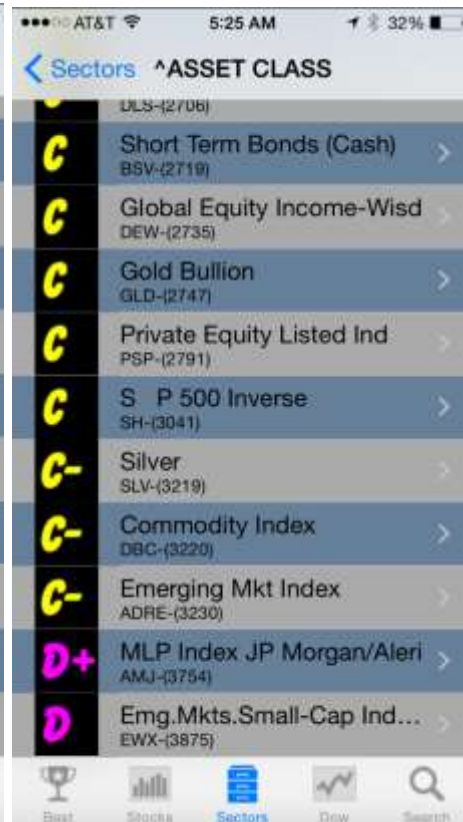 AT&T 5:25 AM 32%
Sectors ^ASSET CLASS
C
DLS-(2706)
C Short Term Bonds (Cash)
BSV-(2719)
C Global Equity Income-Wisd
DEW-(2735)
C Gold Bullion
GLD-(2747)
C Private Equity Listed Ind
PSP-(2791)
C S P 500 Inverse
SH-(3041)
C- Silver
SLV-(3219)
C- Commodity Index
DBC-(3220)
C- Emerging Mkt Index
ADRE-(3230)
D+ MLP Index JP Morgan/Aleri
AMJ-(3754)
D Emg.Mkts.Small-Cap Ind...
EWX-(3875)
Best Stocks Sectors Dow Search